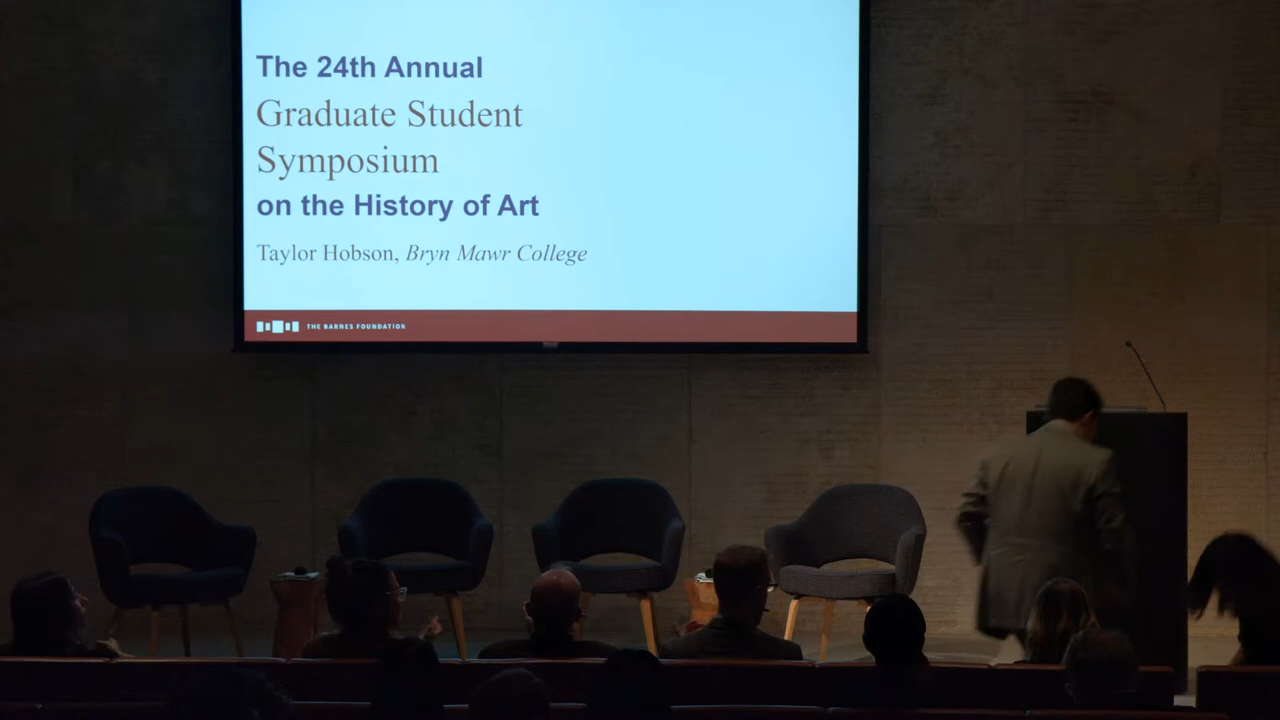 The 24th Annual
Graduate Student
Symposium
on the History of Art
Taylor Hobson, Bryn Mawr College
THE BARNES FOUNDATION